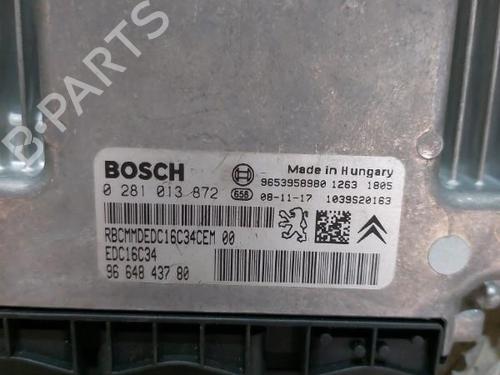 BOSCH
Made in Hungary
9653958980 1263 1805
0 281 013 872 656 08-11-17 1039S20163
RBCMMDEDC16C34CEM 00
EDC16C34
96 648 437 80
B-PARTS